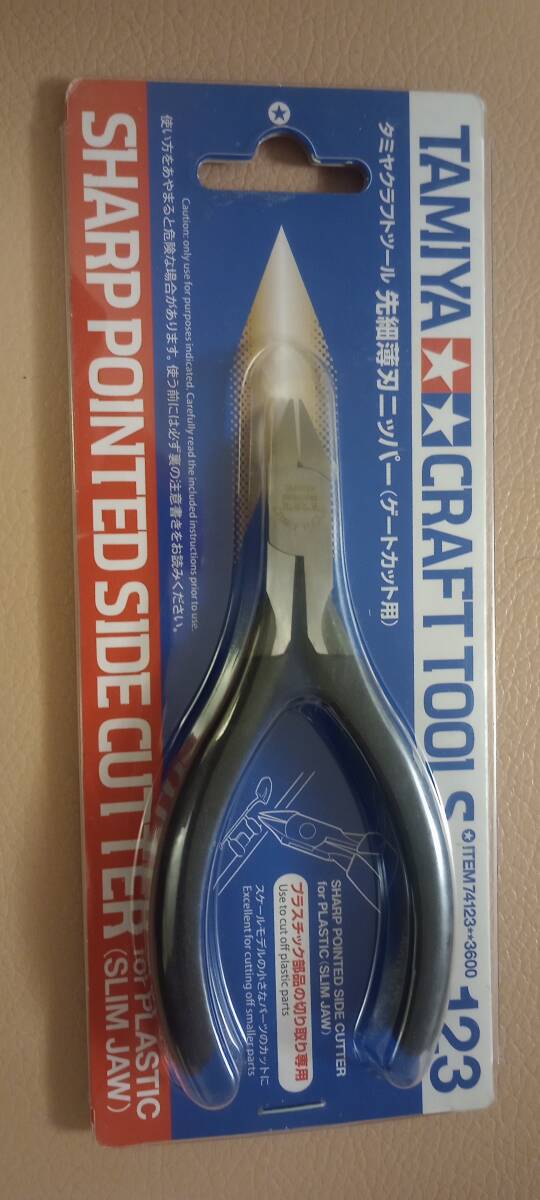 TAMIYA CRAFT TOOLS
123
ITEM 74123**3600
タミヤクラフトツール 先細薄刃ニッパー(ゲートカット用)
Caution: only use for purposes indicated. Carefully read the included instructions prior to use.
使い方をあやまると危険な場合があります。使う前には必ず裏の注意書きをお読みください。
SHARP POINTED SIDE CUTTER
for PLASTIC (SLIM JAW)
プラスチック部品の切り取り専用
Use to cut off plastic parts
スケールモデルの小さなパーツのカットに
Excellent for cutting off smaller parts
SHARP POINTED SIDE CUTTER for PLASTIC
(SLIM JAW)